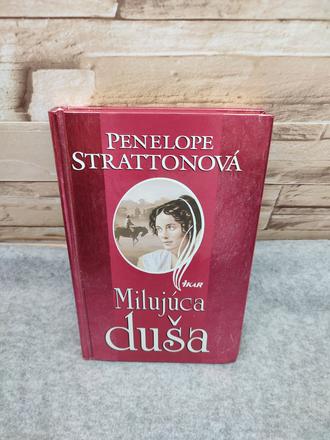 PENELOPE
STRATTONOVÁ
IKAR
Milujúca
duša